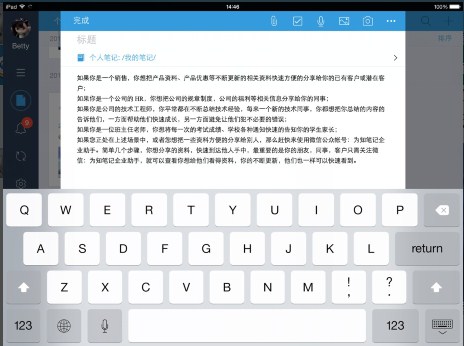 iPad 14:46 100%
完成
标题
Betty
排序
个人笔记: /我的笔记/
如果你是一个销售，你想把产品资料、产品优惠等不断更新的相关资料快速方便的分享给你的已有客户或潜在客
户；
如果你是一个公司的 HR，你想把公司的规章制度，公司的福利等相关信息分享给你的同事；
如果你是公司的技术工程师，你平常都在不断总结技术经验，每来一个新的技术同事，你都想把你总结的内容的
告诉他们，一方面帮助他们快速成长，另一方面避免让他们犯不必要的错误；
如果你是一位班主任老师，你想将每一次的考试成绩、学校各种通知快速的告知你的学生家长；
如果您正处在上述场景中，或者您想把一些资料方便的分享给别人，那么赶快来使用微信公众账号：为知笔记企
业助手。简单几个步骤，你想分享的资料，快速到达他人手中，最重要的是你的朋友，同事，客户只需关注微
信：为知笔记企业助手，就可以查看你想给他们看得资料，你的不断更新，他们也一样可以快速看到。
Q W E R T Y U I O P
A S D F G H J K L return
Z X C V B N M ! , ? .
123 123